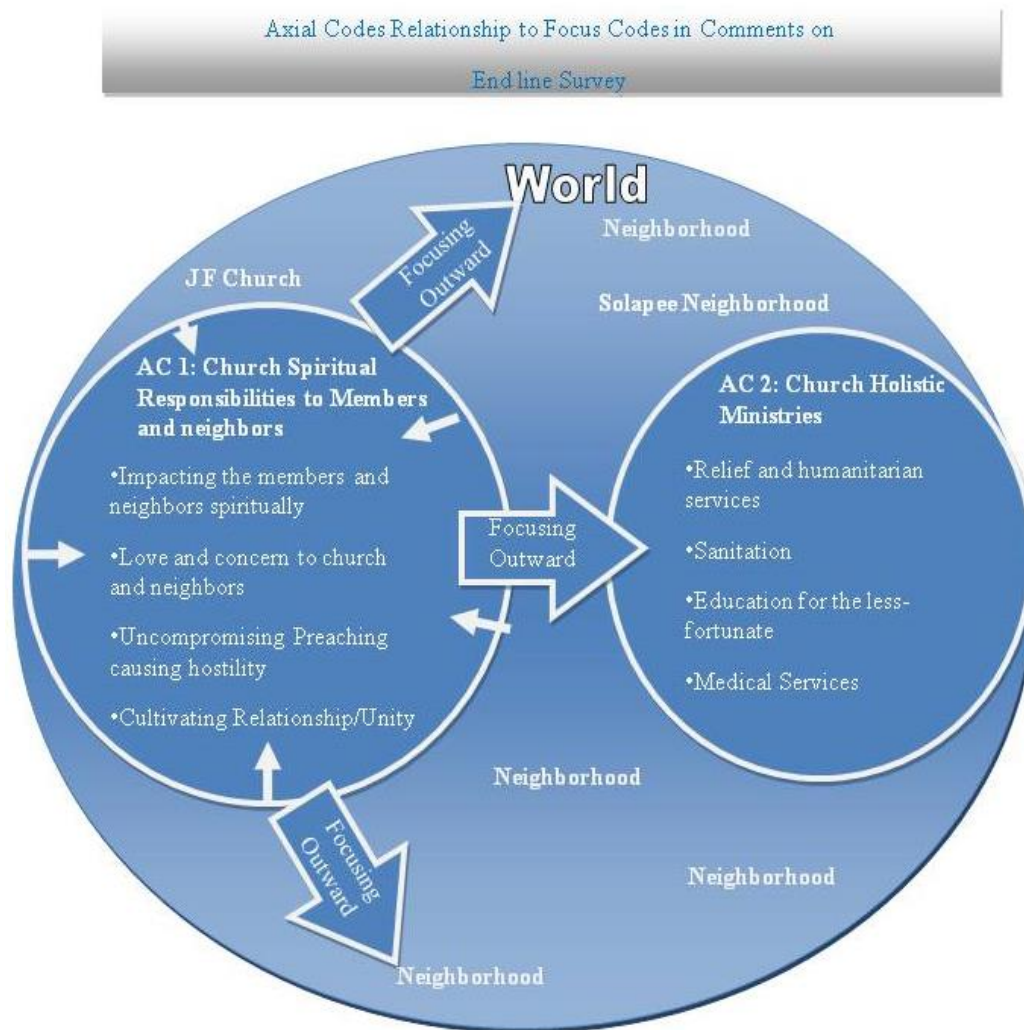 Axial Codes Relationship to Focus Codes in Comments on
End line Survey
World
Neighborhood
Focusing
Outward
JF Church
Solapee Neighborhood
AC 1: Church Spiritual
Responsibilities to Members
and neighbors
•Impacting the members and
neighbors spiritually
•Love and concern to church
and neighbors
•Uncompromising Preaching
causing hostility
•Cultivating Relationship/Unity
Focusing
Outward
AC 2: Church Holistic
Ministries
•Relief and humanitarian
services
•Sanitation
•Education for the less-
fortunate
•Medical Services
Neighborhood
Focusing
Outward
Neighborhood
Neighborhood